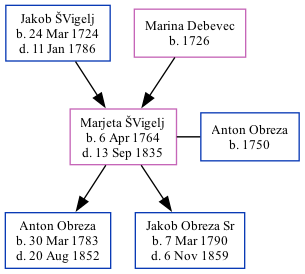 Jakob ŠVigelj
b. 24 Mar 1724
d. 11 Jan 1786
Marina Debevec
b. 1726
Marjeta ŠVigelj
b. 6 Apr 1764
d. 13 Sep 1835
Anton Obreza
b. 1750
Anton Obreza
b. 30 Mar 1783
d. 20 Aug 1852
Jakob Obreza Sr
b. 7 Mar 1790
d. 6 Nov 1859